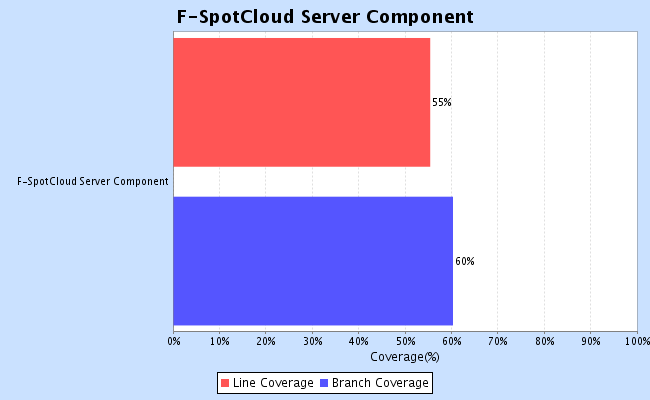 F-SpotCloud Server Component
55%
F-SpotCloud Server Component
60%
0% 10% 20% 30% 40% 50% 60% 70% 80% 90% 100%
Coverage(%)
Line Coverage Branch Coverage